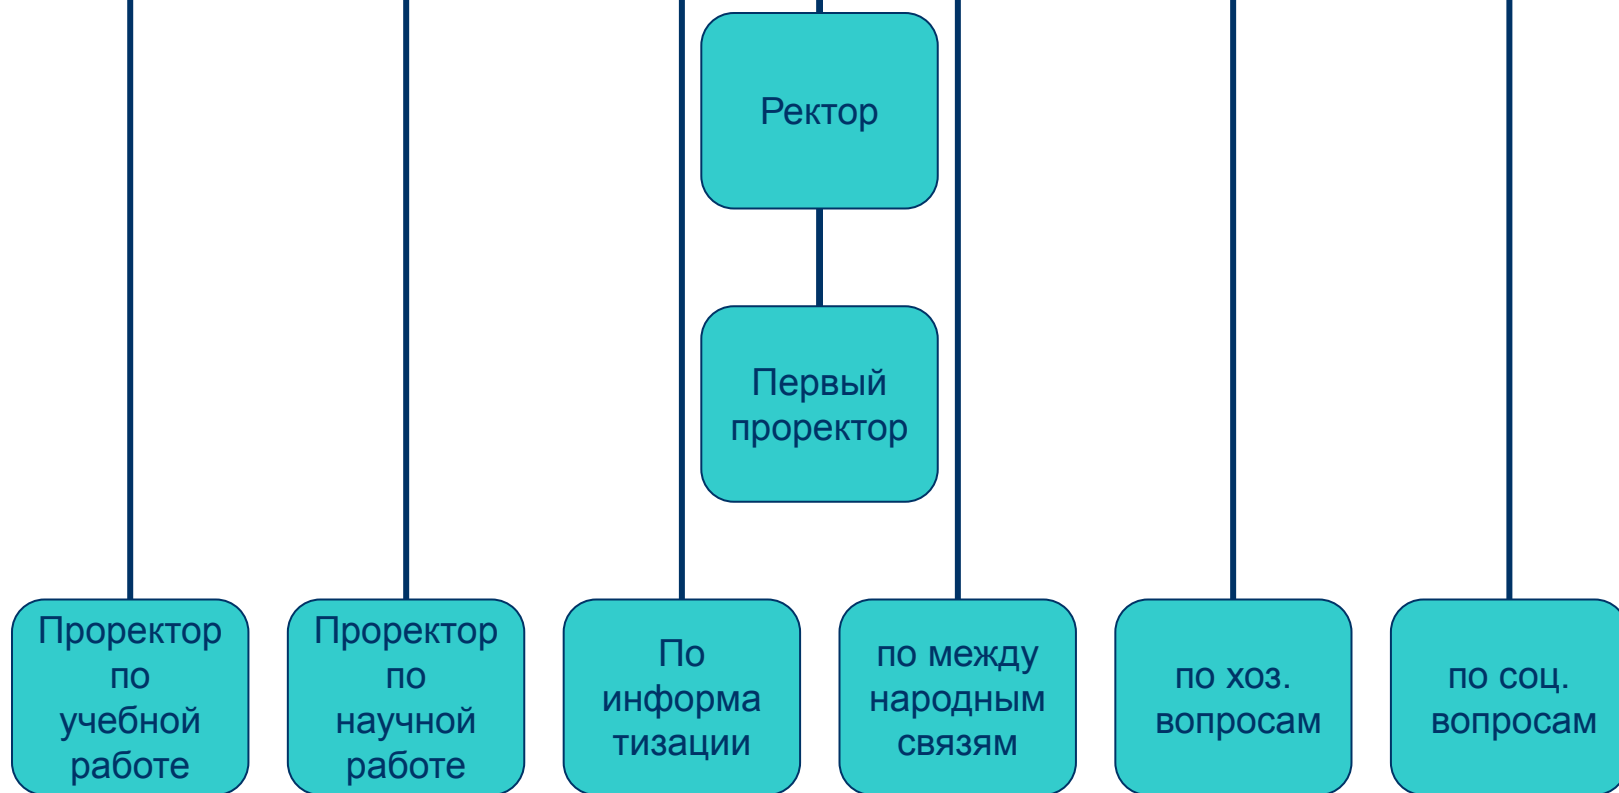 Ректор
Первый
проректор
Проректор
по
учебной
работе
Проректор
по
научной
работе
По
информа
тизации
по между
народным
связям
по хоз.
вопросам
по соц.
вопросам